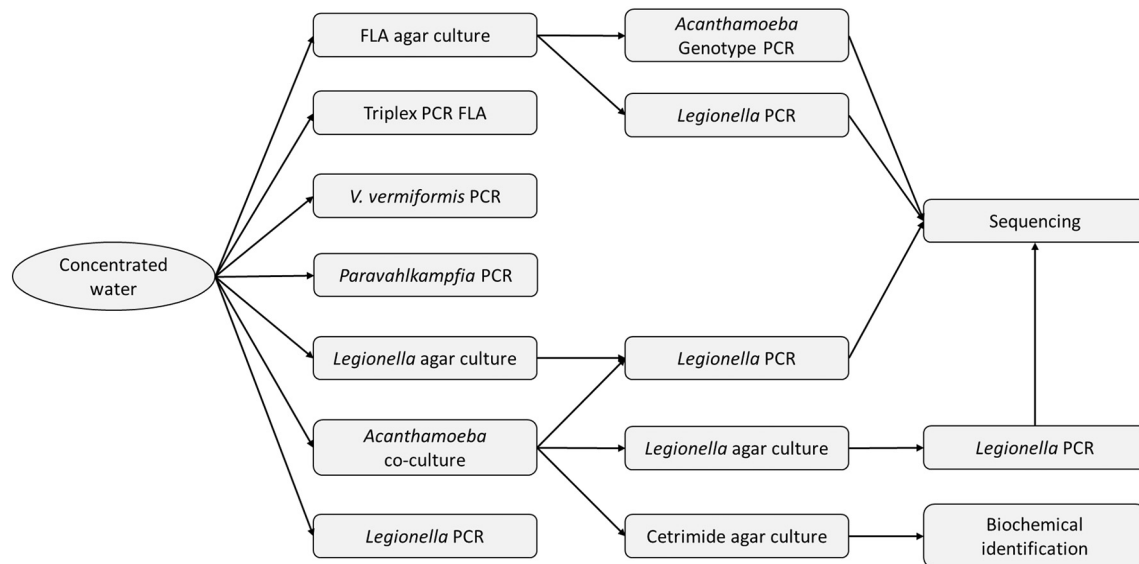 FLA agar culture
Acanthamoeba
Genotype PCR
Triplex PCR FLA
Legionella PCR
V. vermiformis PCR
Sequencing
Concentrated
water
Paravahlkampfia PCR
Legionella agar culture
Legionella PCR
Acanthamoeba
co-culture
Legionella agar culture
Legionella PCR
Legionella PCR
Cetrimide agar culture
Biochemical
identification